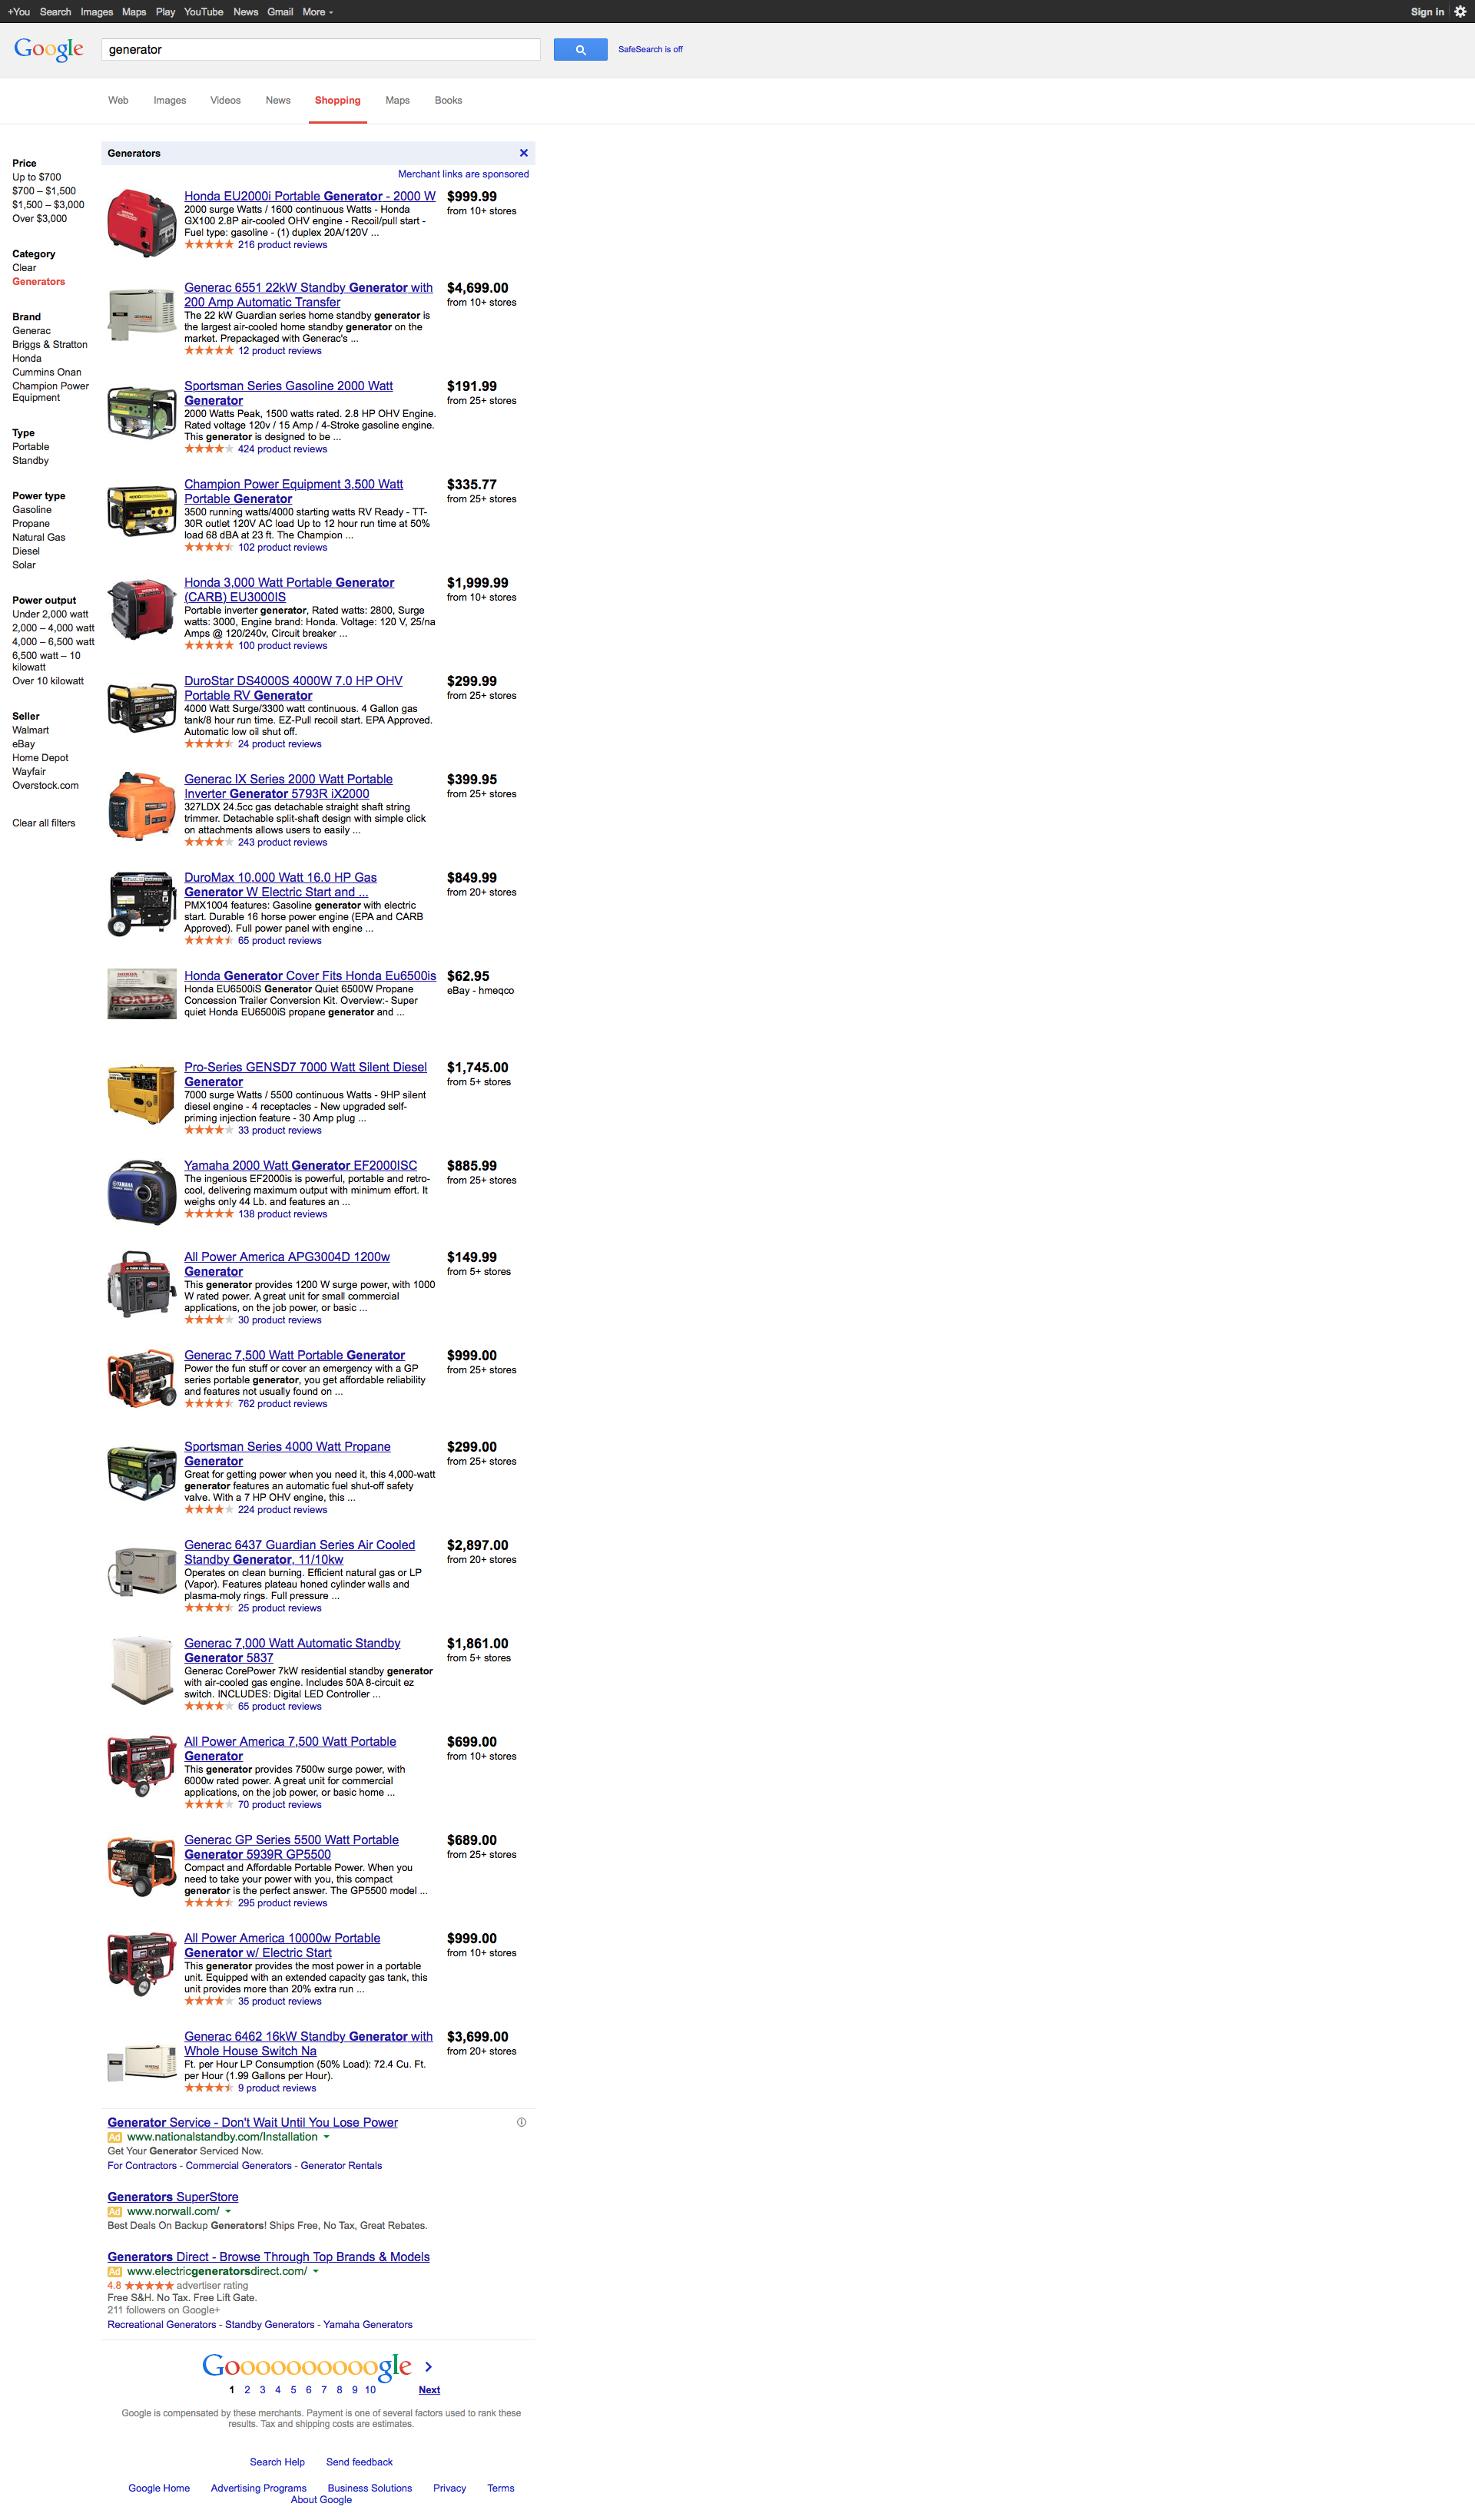 +You Search Images Maps Play YouTube News Gmail More
Sign in
Google
generator
SafeSearch is off
Web Images Videos News Shopping Maps Books
Price
Up to $700
$700 – $1,500
$1,500 – $3,000
Over $3,000
Category
Clear
Generators
Brand
Generac
Briggs & Stratton
Honda
Cummins Onan
Champion Power
Equipment
Type
Portable
Standby
Power type
Gasoline
Propane
Natural Gas
Diesel
Solar
Power output
Under 2,000 watt
2,000 – 4,000 watt
4,000 – 6,500 watt
6,500 watt – 10
kilowatt
Over 10 kilowatt
Seller
Walmart
eBay
Home Depot
Wayfair
Overstock.com
Clear all filters
Generators
Merchant links are sponsored
Honda EU2000i Portable Generator - 2000 W
2000 surge Watts / 1600 continuous Watts - Honda
GX100 2.8P air-cooled OHV engine - Recoil/pull start -
Fuel type: gasoline - (1) duplex 20A/120V ...
216 product reviews
$999.99
from 10+ stores
Generac 6551 22kW Standby Generator with
200 Amp Automatic Transfer
The 22 kW Guardian series home standby generator is
the largest air-cooled home standby generator on the
market. Prepackaged with Generac's ...
12 product reviews
$4,699.00
from 10+ stores
Sportsman Series Gasoline 2000 Watt
Generator
2000 Watts Peak, 1500 watts rated. 2.8 HP OHV Engine.
Rated voltage 120v / 15 Amp / 4-Stroke gasoline engine.
This generator is designed to be ...
424 product reviews
$191.99
from 25+ stores
Champion Power Equipment 3,500 Watt
Portable Generator
3500 running watts/4000 starting watts RV Ready - TT-
30R outlet 120V AC load Up to 12 hour run time at 50%
load 68 dBA at 23 ft. The Champion ...
102 product reviews
$335.77
from 25+ stores
Honda 3,000 Watt Portable Generator
(CARB) EU3000IS
Portable inverter generator, Rated watts: 2800, Surge
watts: 3000, Engine brand: Honda. Voltage: 120 V, 25/na
Amps @ 120/240v, Circuit breaker ...
100 product reviews
$1,999.99
from 10+ stores
DuroStar DS4000S 4000W 7.0 HP OHV
Portable RV Generator
4000 Watt Surge/3300 watt continuous. 4 Gallon gas
tank/8 hour run time. EZ-Pull recoil start. EPA Approved.
Automatic low oil shut off.
24 product reviews
$299.99
from 25+ stores
Generac IX Series 2000 Watt Portable
Inverter Generator 5793R iX2000
327LDX 24.5cc gas detachable straight shaft string
trimmer. Detachable split-shaft design with simple click
on attachments allows users to easily ...
243 product reviews
$399.95
from 25+ stores
DuroMax 10,000 Watt 16.0 HP Gas
Generator W Electric Start and ...
PMX1004 features: Gasoline generator with electric
start. Durable 16 horse power engine (EPA and CARB
Approved). Full power panel with engine ...
65 product reviews
$849.99
from 20+ stores
HONDA
Honda Generator Cover Fits Honda Eu6500is
Honda EU6500iS Generator Quiet 6500W Propane
Concession Trailer Conversion Kit. Overview:- Super
quiet Honda EU6500iS propane generator and ...
$62.95
eBay - hmeqco
Pro-Series GENSD7 7000 Watt Silent Diesel
Generator
7000 surge Watts / 5500 continuous Watts - 9HP silent
diesel engine - 4 receptacles - New upgraded self-
priming injection feature - 30 Amp plug ...
33 product reviews
$1,745.00
from 5+ stores
YAMAHA
Yamaha 2000 Watt Generator EF2000ISC
The ingenious EF2000is is powerful, portable and retro-
cool, delivering maximum output with minimum effort. It
weighs only 44 Lb. and features an ...
138 product reviews
$885.99
from 25+ stores
All Power America APG3004D 1200w
Generator
This generator provides 1200 W surge power, with 1000
W rated power. A great unit for small commercial
applications, on the job power, or basic ...
30 product reviews
$149.99
from 5+ stores
Generac 7,500 Watt Portable Generator
Power the fun stuff or cover an emergency with a GP
series portable generator, you get affordable reliability
and features not usually found on ...
762 product reviews
$999.00
from 25+ stores
Sportsman Series 4000 Watt Propane
Generator
Great for getting power when you need it, this 4,000-watt
generator features an automatic fuel shut-off safety
valve. With a 7 HP OHV engine, this ...
224 product reviews
$299.00
from 25+ stores
Generac 6437 Guardian Series Air Cooled
Standby Generator, 11/10kw
Operates on clean burning. Efficient natural gas or LP
(Vapor). Features plateau honed cylinder walls and
plasma-moly rings. Full pressure ...
25 product reviews
$2,897.00
from 20+ stores
Generac 7,000 Watt Automatic Standby
Generator 5837
Generac CorePower 7kW residential standby generator
with air-cooled gas engine. Includes 50A 8-circuit ez
switch. INCLUDES: Digital LED Controller ...
65 product reviews
$1,861.00
from 5+ stores
All Power America 7,500 Watt Portable
Generator
This generator provides 7500w surge power, with
6000w rated power. A great unit for commercial
applications, on the job power, or basic home ...
70 product reviews
$699.00
from 10+ stores
Generac GP Series 5500 Watt Portable
Generator 5939R GP5500
Compact and Affordable Portable Power. When you
need to take your power with you, this compact
generator is the perfect answer. The GP5500 model ...
295 product reviews
$689.00
from 25+ stores
All Power America 10000w Portable
Generator w/ Electric Start
This generator provides the most power in a portable
unit. Equipped with an extended capacity gas tank, this
unit provides more than 20% extra run ...
35 product reviews
$999.00
from 10+ stores
Generac 6462 16kW Standby Generator with
Whole House Switch Na
Ft. per Hour LP Consumption (50% Load): 72.4 Cu. Ft.
per Hour (1.99 Gallons per Hour).
9 product reviews
$3,699.00
from 20+ stores
Generator Service - Don't Wait Until You Lose Power
Ad www.nationalstandby.com/Installation
Get Your Generator Serviced Now.
For Contractors - Commercial Generators - Generator Rentals
Generators SuperStore
Ad www.norwall.com/
Best Deals On Backup Generators! Ships Free, No Tax, Great Rebates.
Generators Direct - Browse Through Top Brands & Models
Ad www.electricgeneratorsdirect.com/
4.8 advertiser rating
Free S&H. No Tax. Free Lift Gate.
211 followers on Google+
Recreational Generators - Standby Generators - Yamaha Generators
Goooooooooogle
1 2 3 4 5 6 7 8 9 10 Next
Google is compensated by these merchants. Payment is one of several factors used to rank these
results. Tax and shipping costs are estimates.
Search Help Send feedback
Google Home Advertising Programs Business Solutions Privacy Terms
About Google